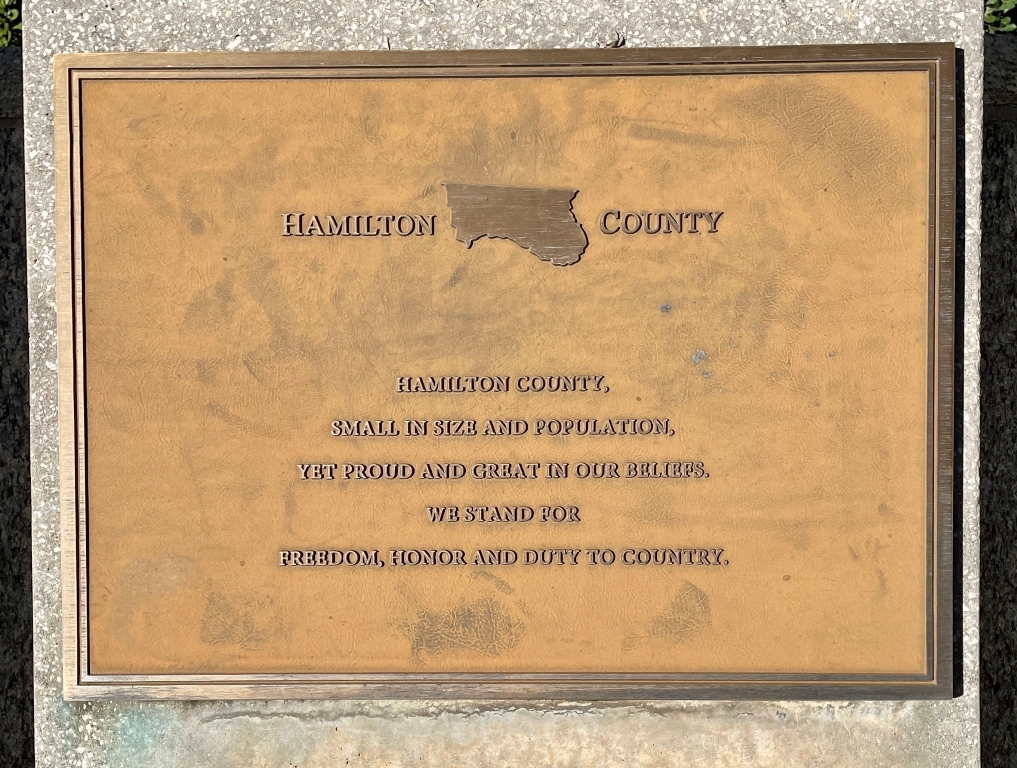 HAMILTON COUNTY
HAMILTON COUNTY,
SMALL IN SIZE AND POPULATION,
YET PROUD AND GREAT IN OUR BELIEFS.
WE STAND FOR
FREEDOM, HONOR AND DUTY TO COUNTRY.